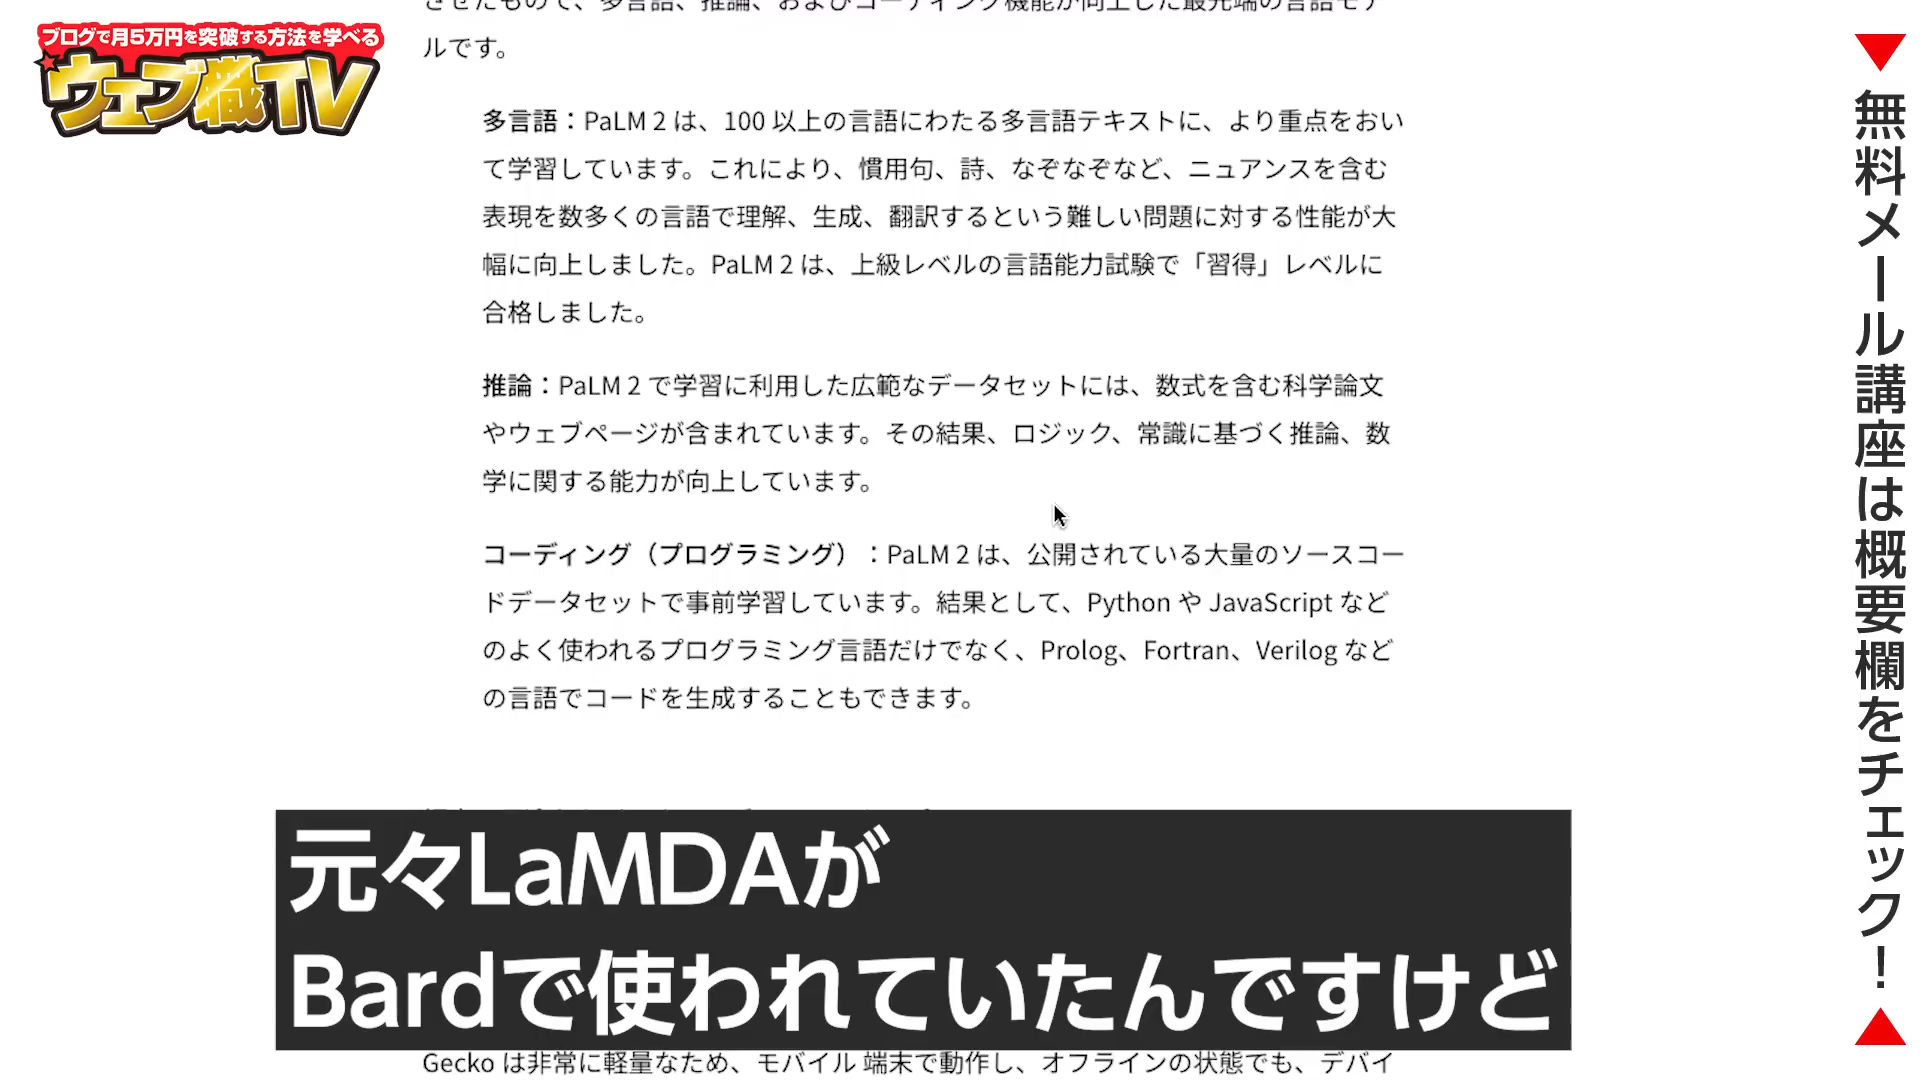 ブログで月5万円を突破する方法を学べる
ウェブ職TV
ルです。
多言語：PaLM 2 は、100 以上の言語にわたる多言語テキストに、より重点をおい
て学習しています。これにより、慣用句、詩、なぞなぞなど、ニュアンスを含む
表現を数多くの言語で理解、生成、翻訳するという難しい問題に対する性能が大
幅に向上しました。PaLM 2 は、上級レベルの言語能力試験で「習得」レベルに
合格しました。
推論：PaLM 2 で学習に利用した広範なデータセットには、数式を含む科学論文
やウェブページが含まれています。その結果、ロジック、常識に基づく推論、数
学に関する能力が向上しています。
コーディング（プログラミング）：PaLM 2 は、公開されている大量のソースコー
ドデータセットで事前学習しています。結果として、Python や JavaScript など
のよく使われるプログラミング言語だけでなく、Prolog、Fortran、Verilog など
の言語でコードを生成することもできます。
元々LaMDAが
Bardで使われていたんですけど
Gecko は非常に軽量なため、モバイル 端末で動作し、オフラインの状態でも、デバイ
▼無料メール講座は概要欄をチェック！▲